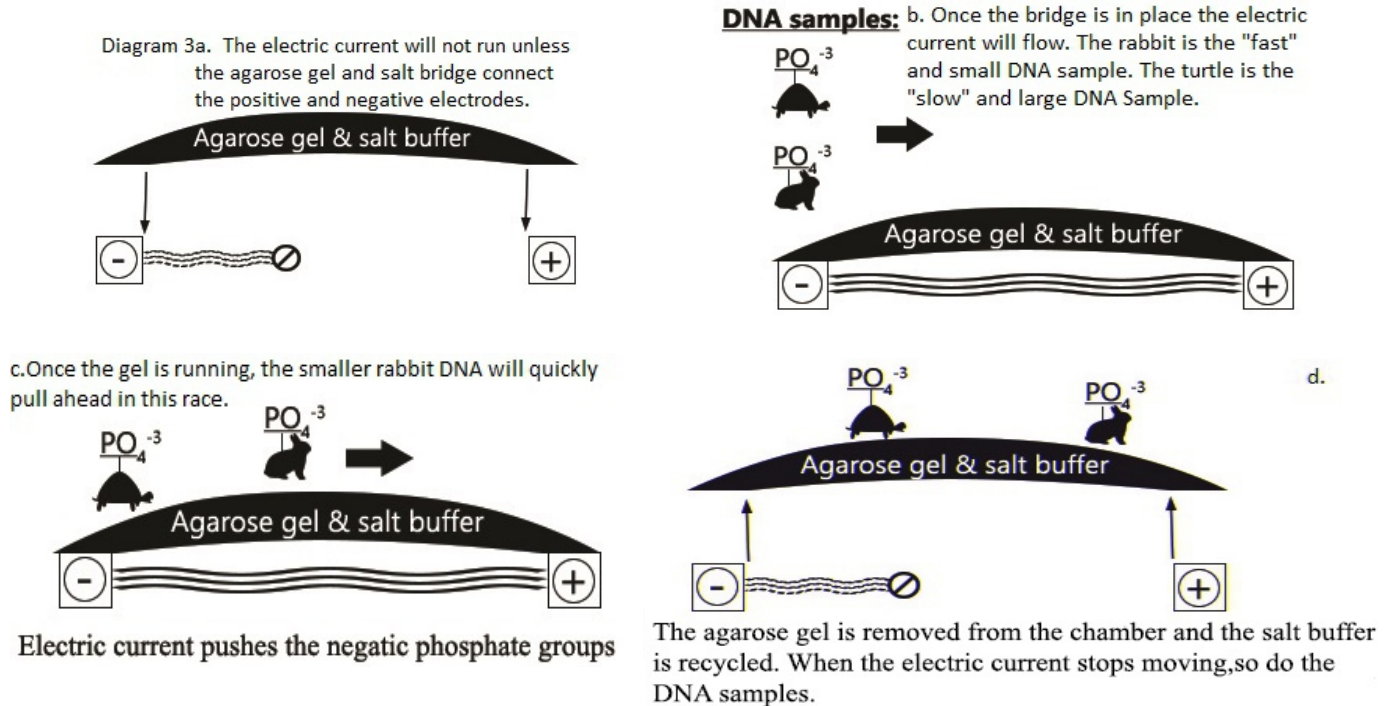 Diagram 3a. The electric current will not run unless
the agarose gel and salt bridge connect
the positive and negative electrodes.
Agarose gel & salt buffer
-
+
DNA samples:
b. Once the bridge is in place the electric
current will flow. The rabbit is the "fast"
and small DNA sample. The turtle is the
"slow" and large DNA Sample.
PO4-3
PO4-3
Agarose gel & salt buffer
-
+
c.Once the gel is running, the smaller rabbit DNA will quickly
pull ahead in this race.
PO4-3
PO4-3
Agarose gel & salt buffer
-
+
Electric current pushes the negatic phosphate groups
d.
PO4-3
PO4-3
Agarose gel & salt buffer
-
+
The agarose gel is removed from the chamber and the salt buffer
is recycled. When the electric current stops moving,so do the
DNA samples.